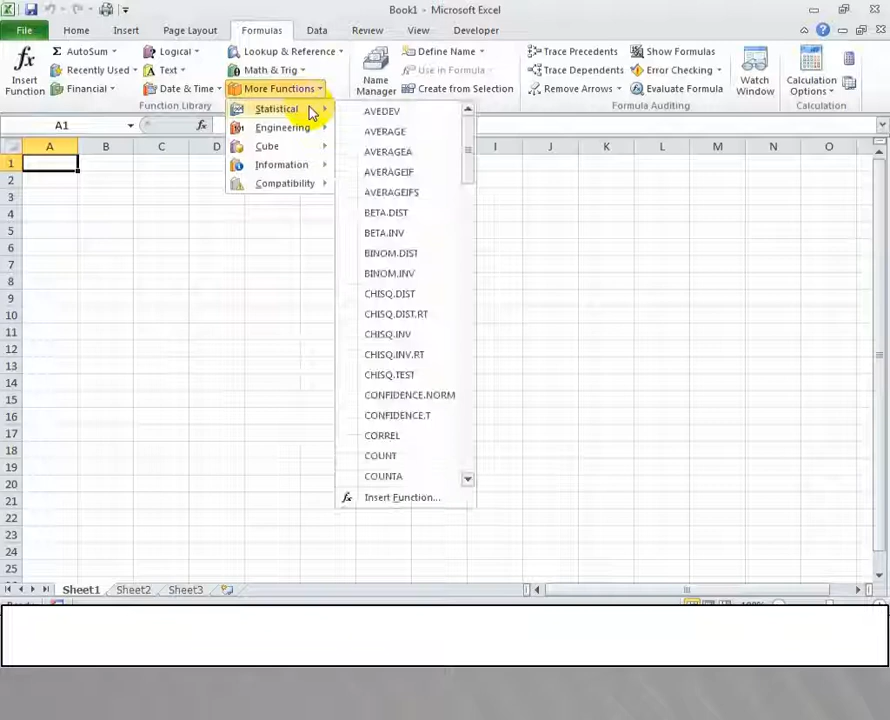 Book1 - Microsoft Excel
File Home Insert Page Layout Formulas Data Review View Developer
Σ AutoSum Logical Lookup & Reference Define Name Trace Precedents Show Formulas
Recently Used Text Math & Trig Use in Formula Trace Dependents Error Checking
Financial Date & Time More Functions Create from Selection Remove Arrows
Insert Function
Name Manager
Watch Window
Calculation Options
Function Library Formula Auditing Calculation
A1 fx
Statistical
Engineering
Cube
Information
Compatibility
AVEDEV
AVERAGE
AVERAGEA
AVERAGEIF
AVERAGEIFS
BETA.DIST
BETA.INV
BINOM.DIST
BINOM.INV
CHISQ.DIST
CHISQ.DIST.RT
CHISQ.INV
CHISQ.INV.RT
CHISQ.TEST
CONFIDENCE.NORM
CONFIDENCE.T
CORREL
COUNT
COUNTA
fx Insert Function...
A B C D I J K L M N O
1
2
3
4
5
6
7
8
9
10
11
12
13
14
15
16
17
18
19
20
21
22
23
24
Sheet1 Sheet2 Sheet3